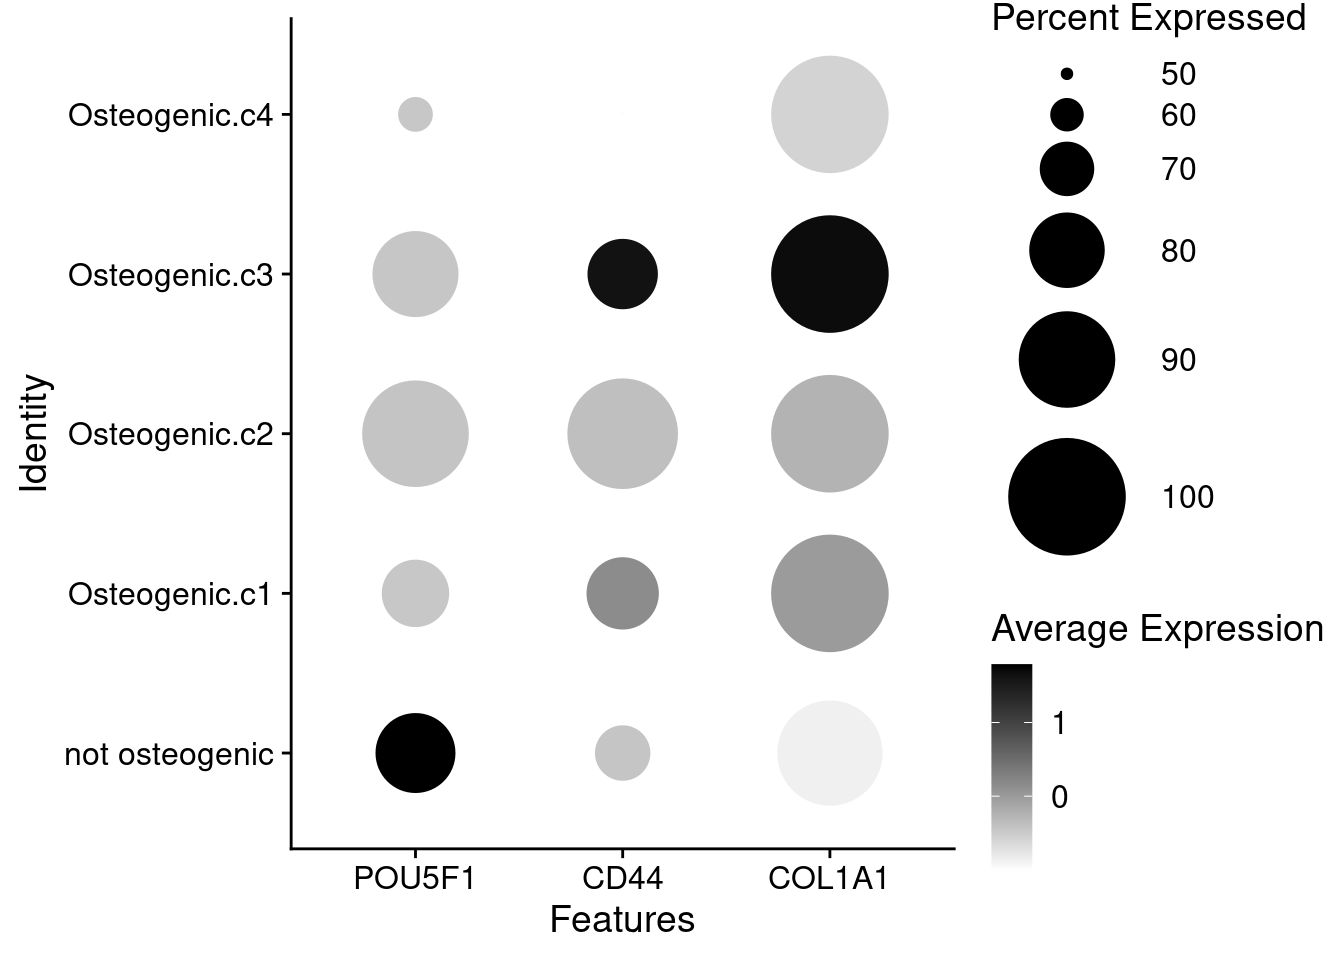 Percent Expressed
50
60
70
80
90
100
Average Expression
1
0
Identity
Osteogenic.c4
Osteogenic.c3
Osteogenic.c2
Osteogenic.c1
not osteogenic
POU5F1 CD44 COL1A1
Features